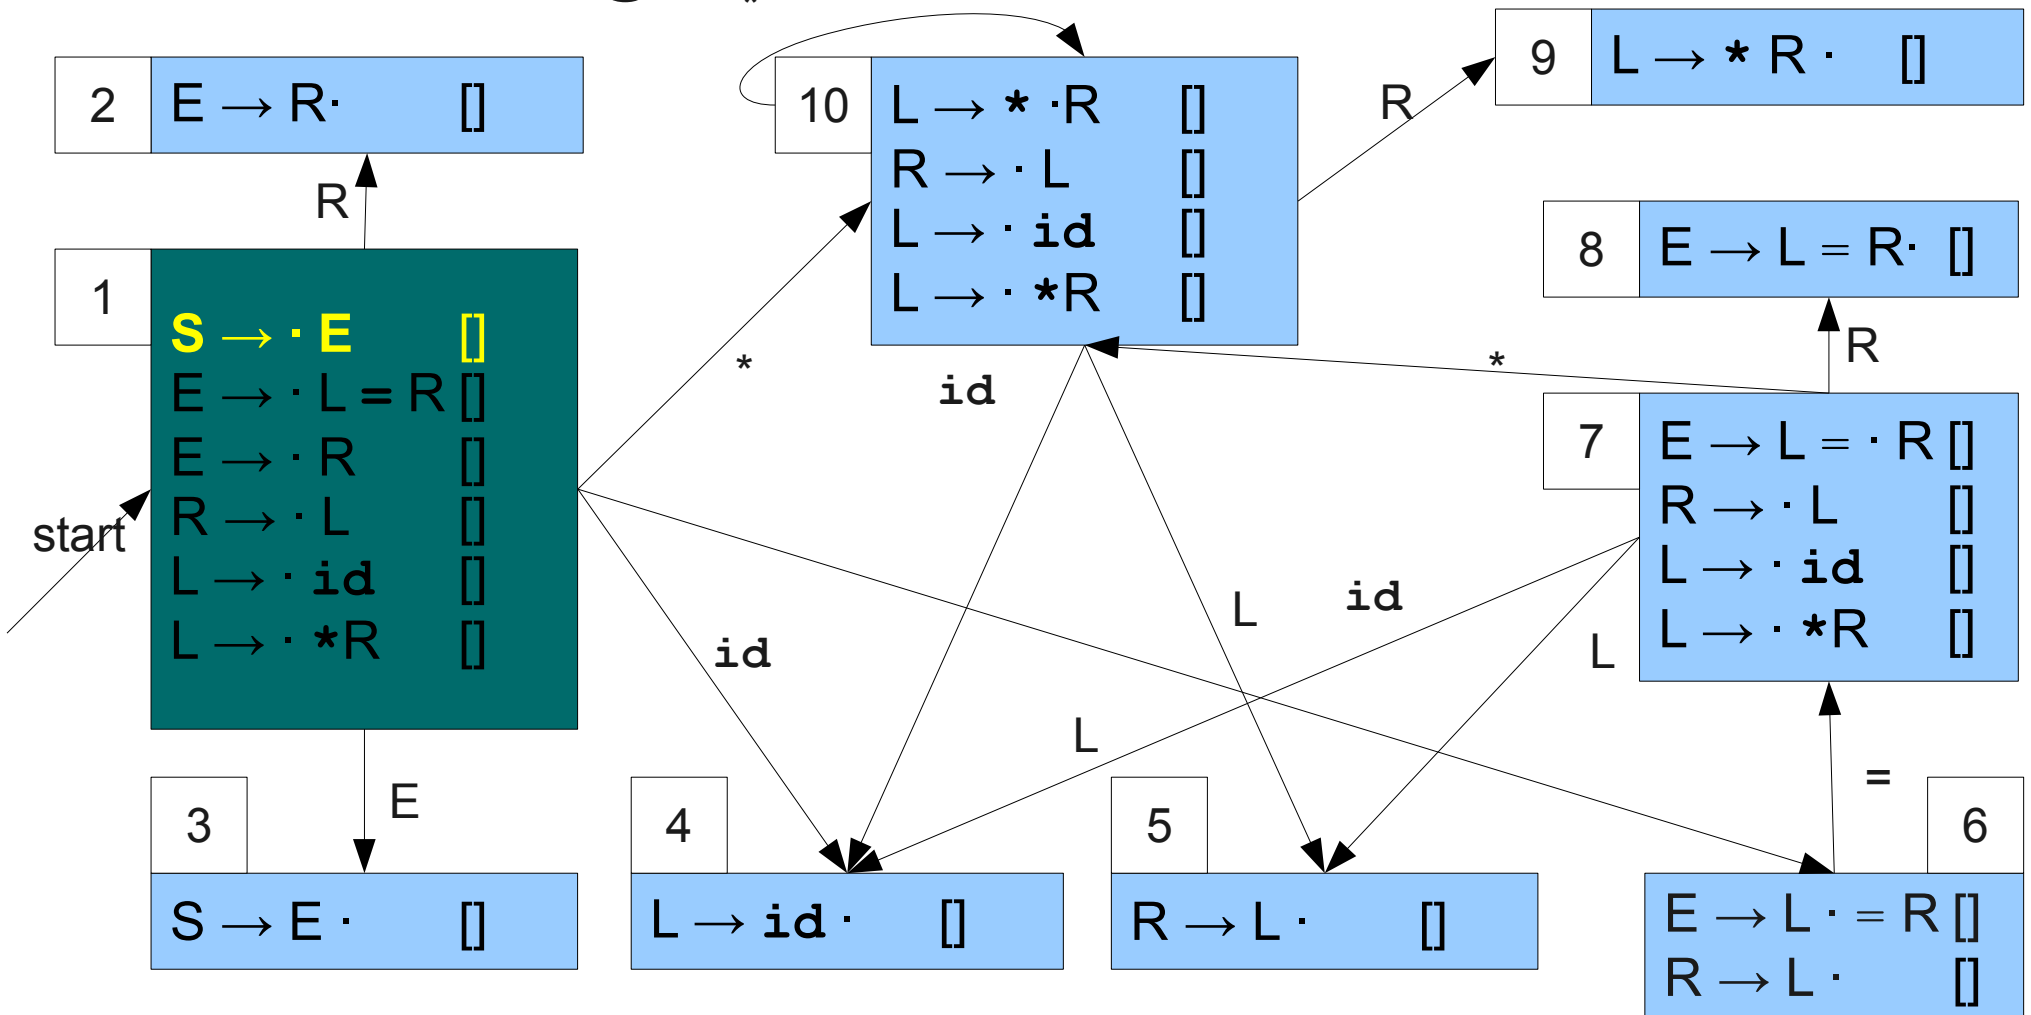 2
E → R· []
R
1
S → · E []
E → · L = R []
E → · R []
R → · L []
L → · id []
L → · *R []
start
E
3
S → E · []
10
L → * ·R []
R → · L []
L → · id []
L → · *R []
R
9
L → * R · []
8
E → L = R· []
R
*
id
*
7
E → L = · R []
R → · L []
L → · id []
L → · *R []
id
L
id
L
L
=
4
L → id · []
5
R → L · []
6
E → L · = R []
R → L · []